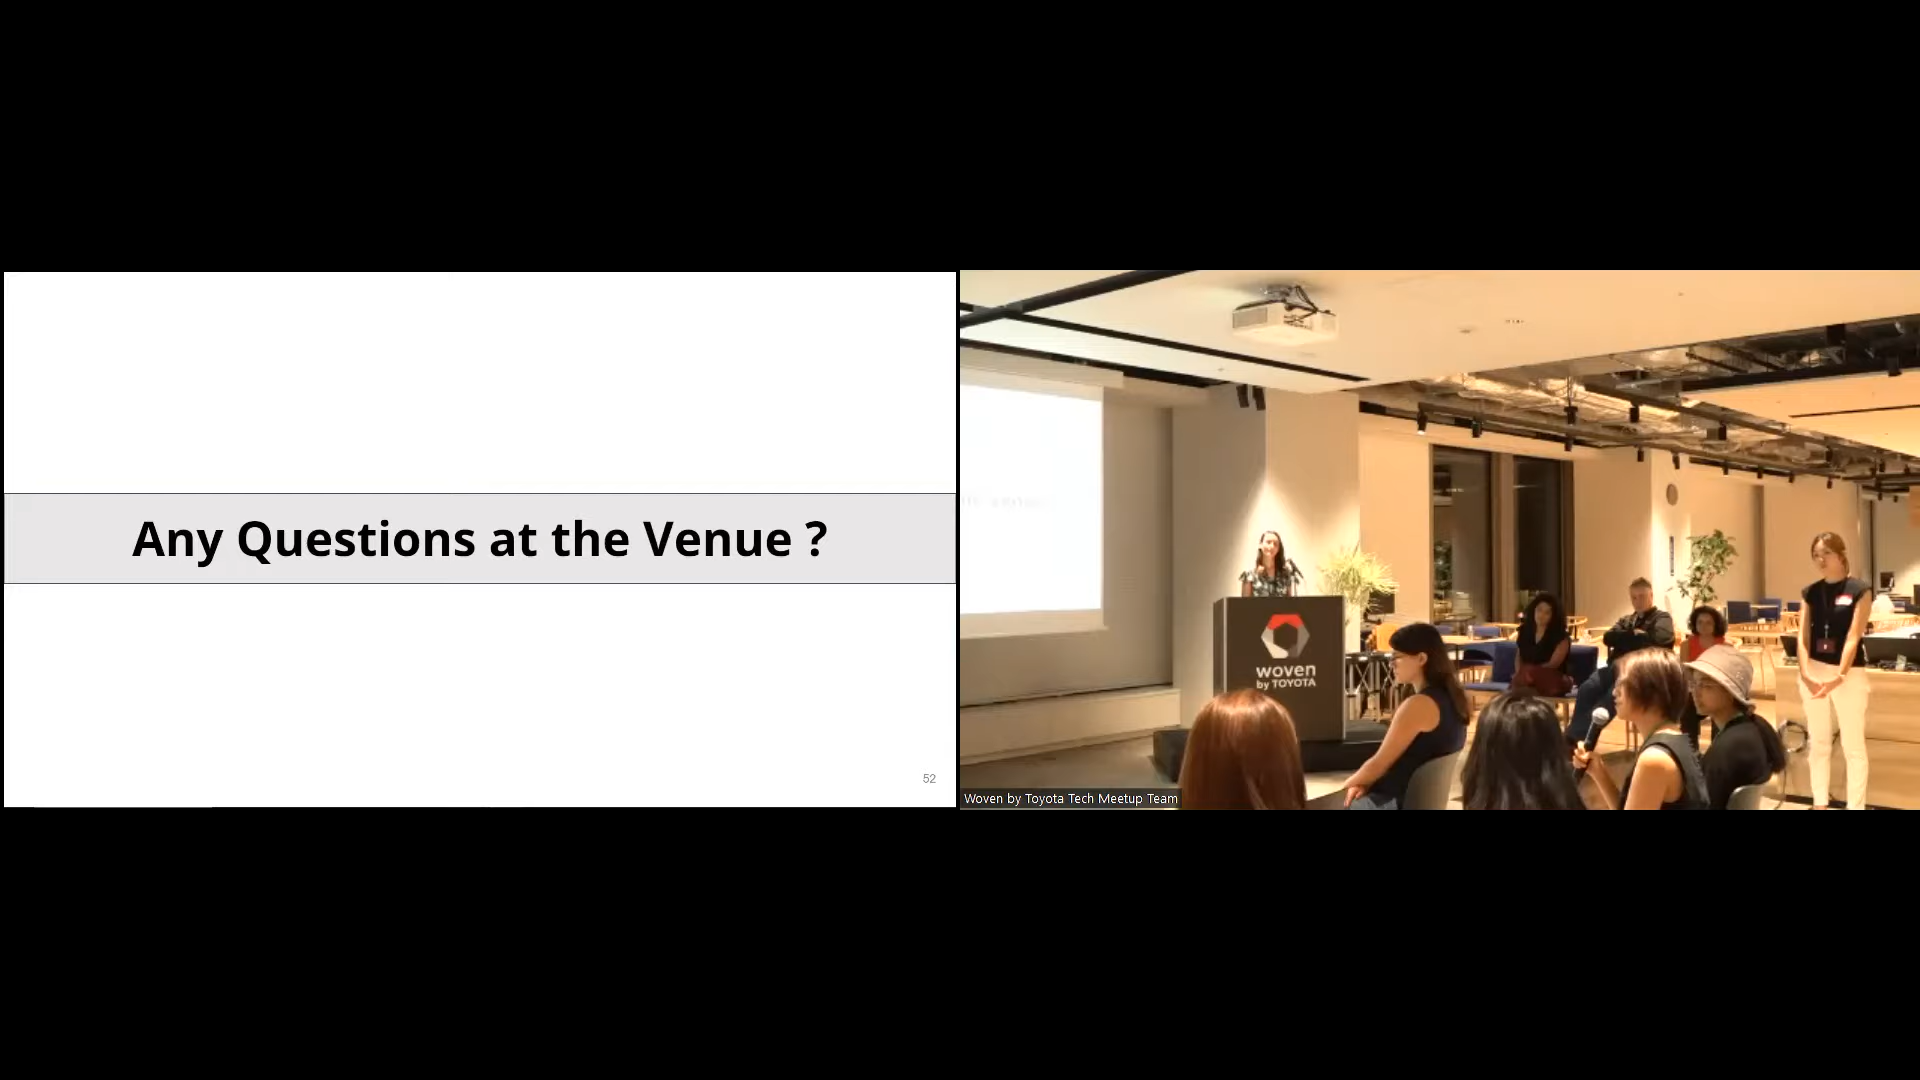 Any Questions at the Venue ?
52
woven
by TOYOTA
Woven by Toyota Tech Meetup Team